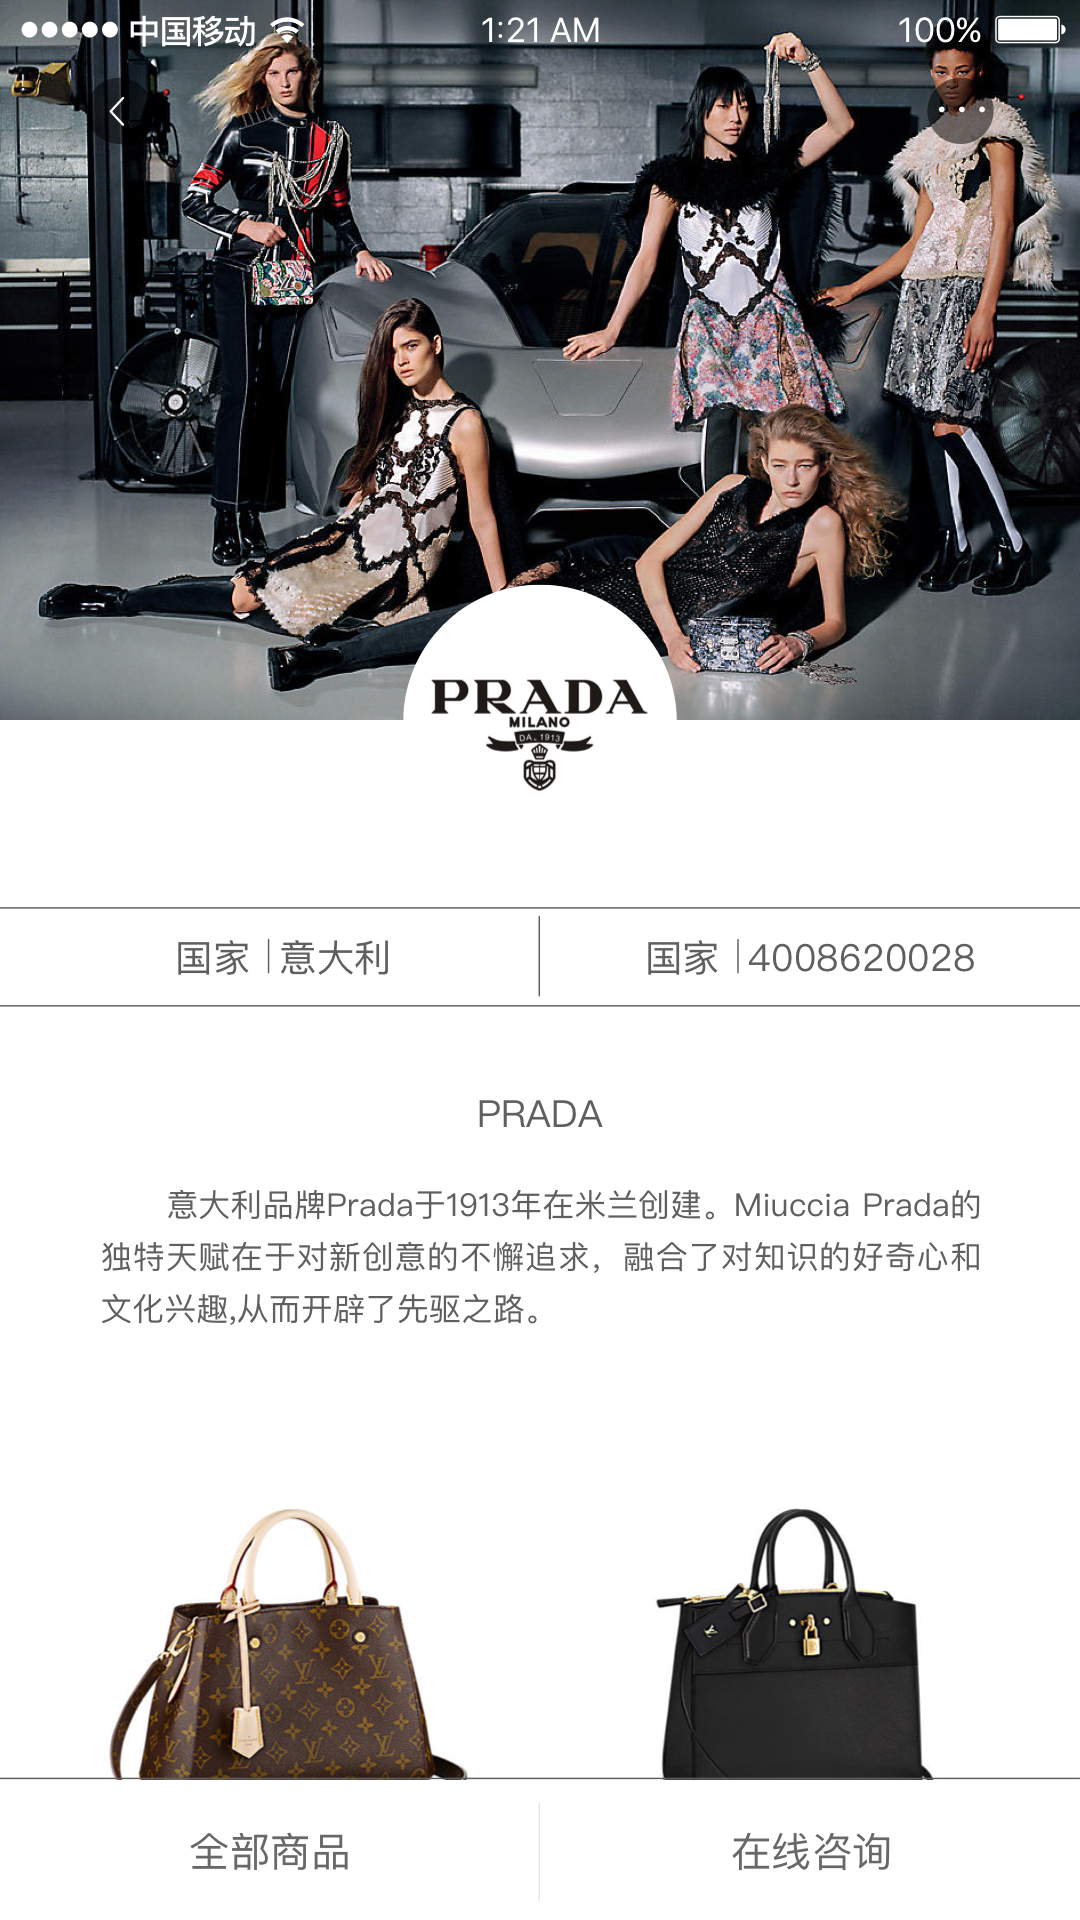 中国移动 1:21 AM 100%
PRADA
MILANO
DAL 1913
国家 意大利 国家 4008620028
PRADA
意大利品牌Prada于1913年在米兰创建。Miuccia Prada的
独特天赋在于对新创意的不懈追求，融合了对知识的好奇心和
文化兴趣,从而开辟了先驱之路。
全部商品 在线咨询